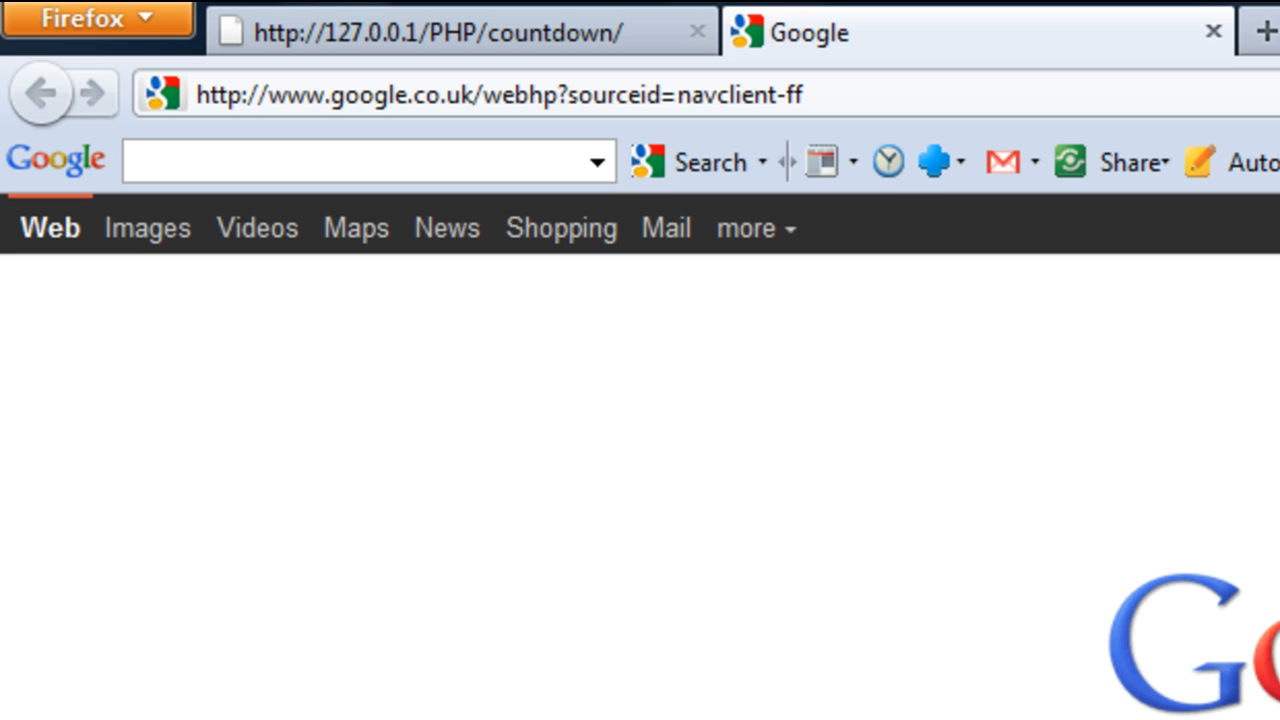 Firefox
http://127.0.0.1/PHP/countdown/
Google
http://www.google.co.uk/webhp?sourceid=navclient-ff
Google Search Share Auto
Web Images Videos Maps News Shopping Mail more
Go